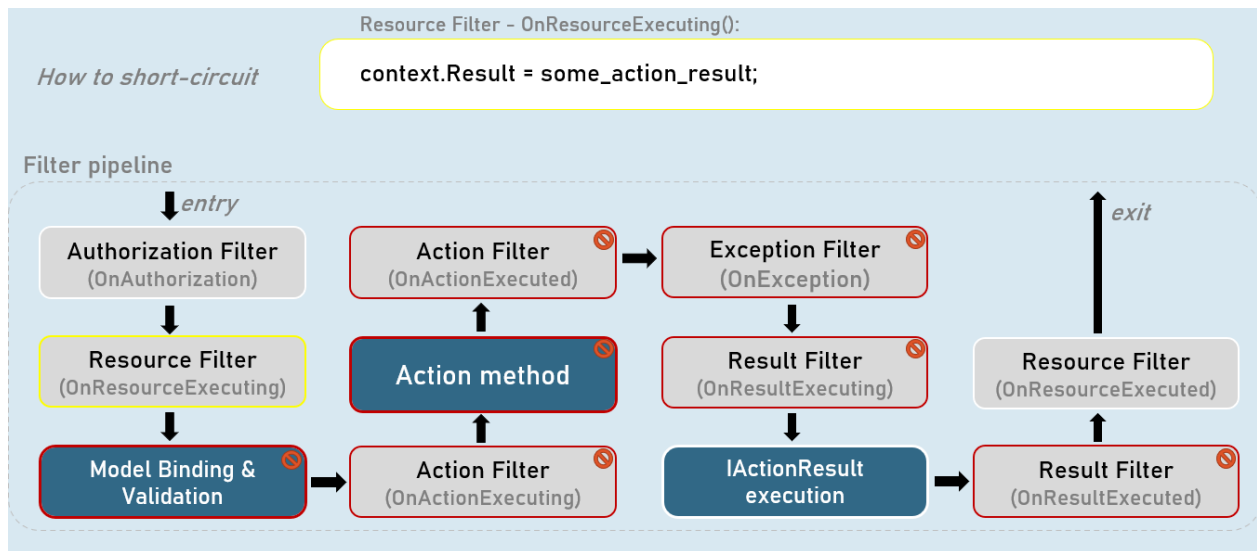 Resource Filter - OnResourceExecuting():
How to short-circuit
context.Result = some_action_result;
Filter pipeline
entry
Authorization Filter
(OnAuthorization)
Resource Filter
(OnResourceExecuting)
Model Binding &
Validation
Action Filter
(OnActionExecuting)
Action method
Action Filter
(OnActionExecuted)
Exception Filter
(OnException)
Result Filter
(OnResultExecuting)
IActionResult
execution
Result Filter
(OnResultExecuted)
Resource Filter
(OnResourceExecuted)
exit